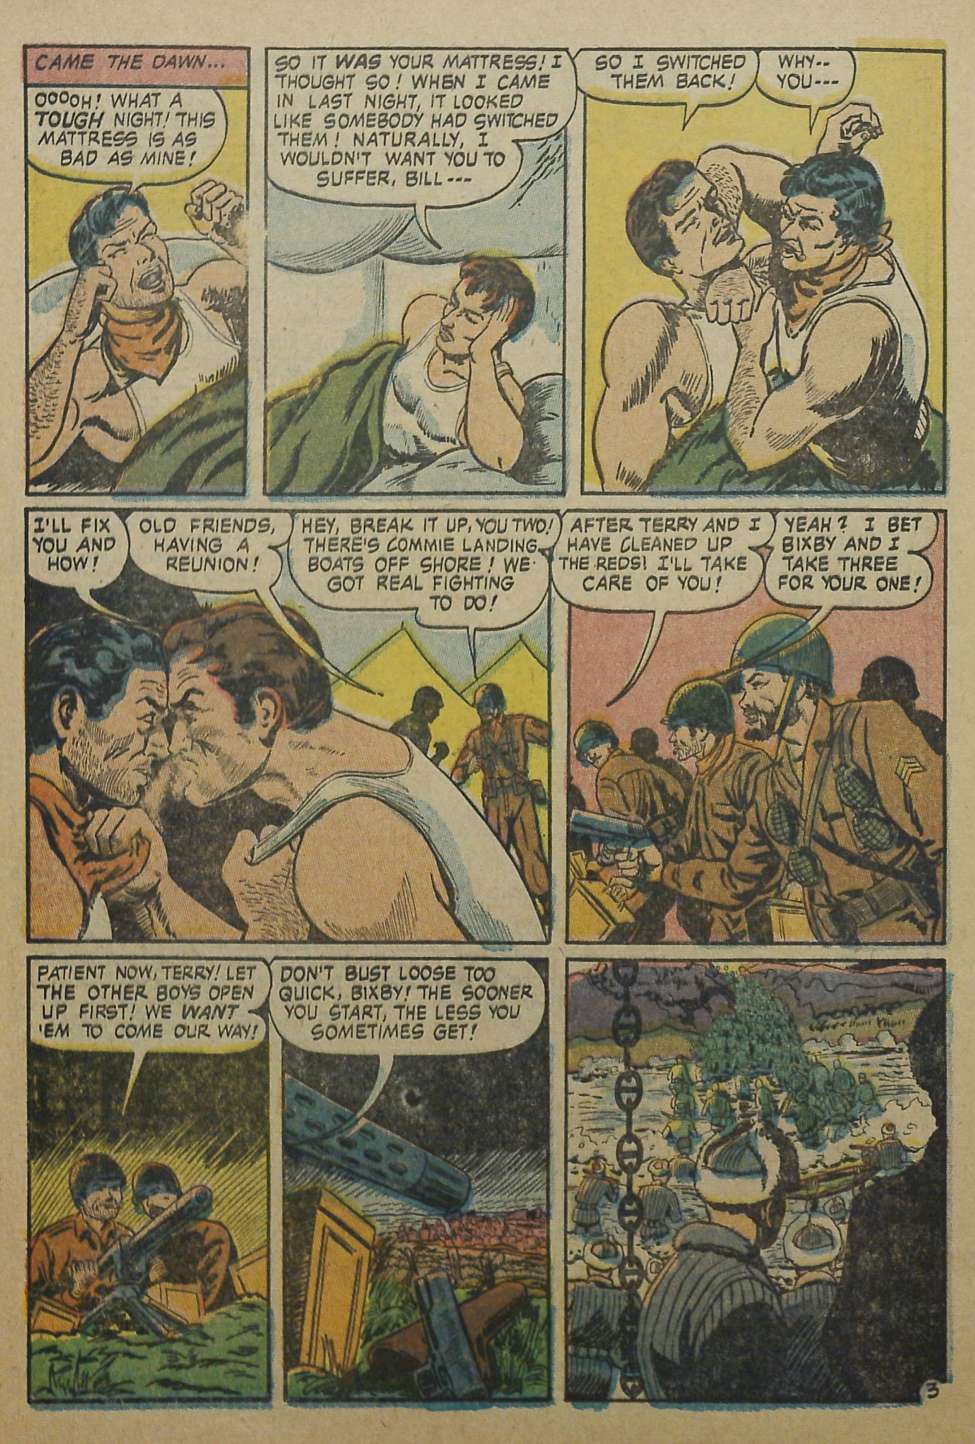 CAME THE DAWN...
OOOOH! WHAT A
TOUGH NIGHT! THIS
MATTRESS IS AS
BAD AS MINE!
SO IT WAS YOUR MATTRESS! I
THOUGHT SO! WHEN I CAME
IN LAST NIGHT, IT LOOKED
LIKE SOMEBODY HAD SWITCHED
THEM! NATURALLY, I
WOULDN'T WANT YOU TO
SUFFER, BILL---
SO I SWITCHED
THEM BACK!
WHY--
YOU---
I'LL FIX
YOU AND
HOW!
OLD FRIENDS,
HAVING A
REUNION!
HEY, BREAK IT UP, YOU TWO!
THERE'S COMMIE LANDING
BOATS OFF SHORE! WE
GOT REAL FIGHTING
TO DO!
AFTER TERRY AND I
HAVE CLEANED UP
THE REDS! I'LL TAKE
CARE OF YOU!
YEAH? I BET
BIXBY AND I
TAKE THREE
FOR YOUR ONE!
PATIENT NOW, TERRY! LET
THE OTHER BOYS OPEN
UP FIRST! WE WANT
'EM TO COME OUR WAY!
DON'T BUST LOOSE TOO
QUICK, BIXBY! THE SOONER
YOU START, THE LESS YOU
SOMETIMES GET!
3